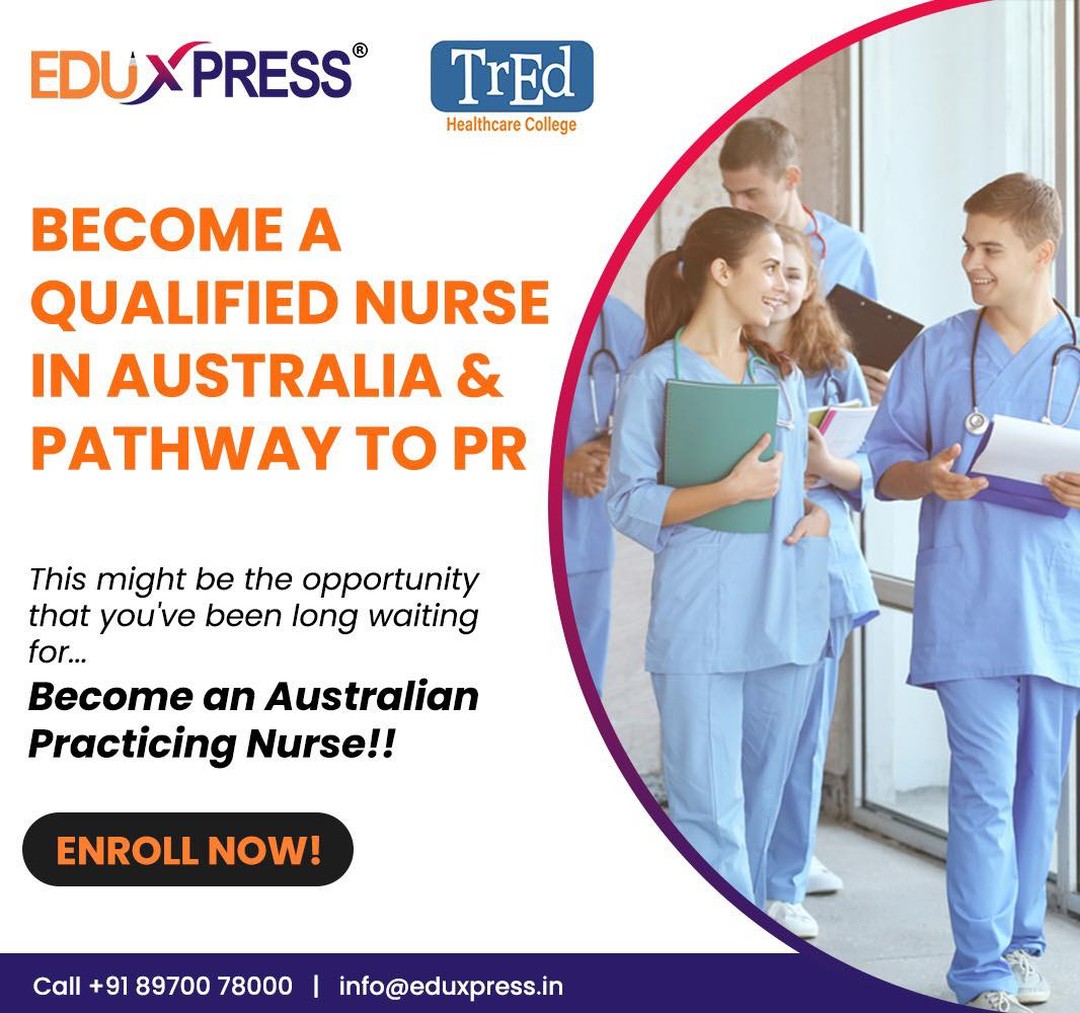 EDUXPRESS®
TrEd
Healthcare College
BECOME A
QUALIFIED NURSE
IN AUSTRALIA &
PATHWAY TO PR
This might be the opportunity
that you've been long waiting
for...
Become an Australian
Practicing Nurse!!
ENROLL NOW!
Call +91 89700 78000 | info@eduxpress.in